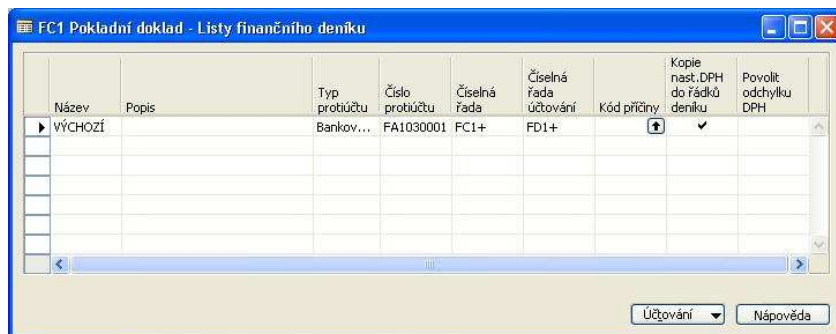 FC1 Pokladní doklad - Listy finančního deníku
Název Popis Typ protiúčtu Číslo protiúčtu Číselná řada Číselná řada účtování Kód příčiny Kopie nast.DPH do řádků deníku Povolit odchylku DPH
VÝCHOZÍ Bankov... FA1030001 FC1+ FD1+
Účtování Nápověda